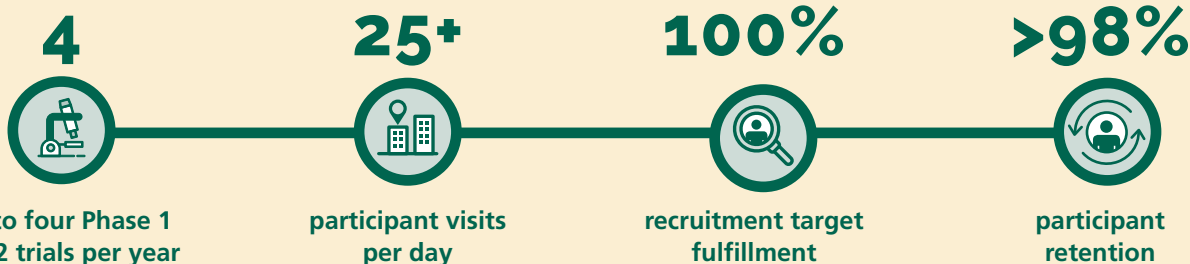 4
25+
100%
>98%
to four Phase 1
2 trials per year
participant visits
per day
recruitment target
fulfillment
participant
retention